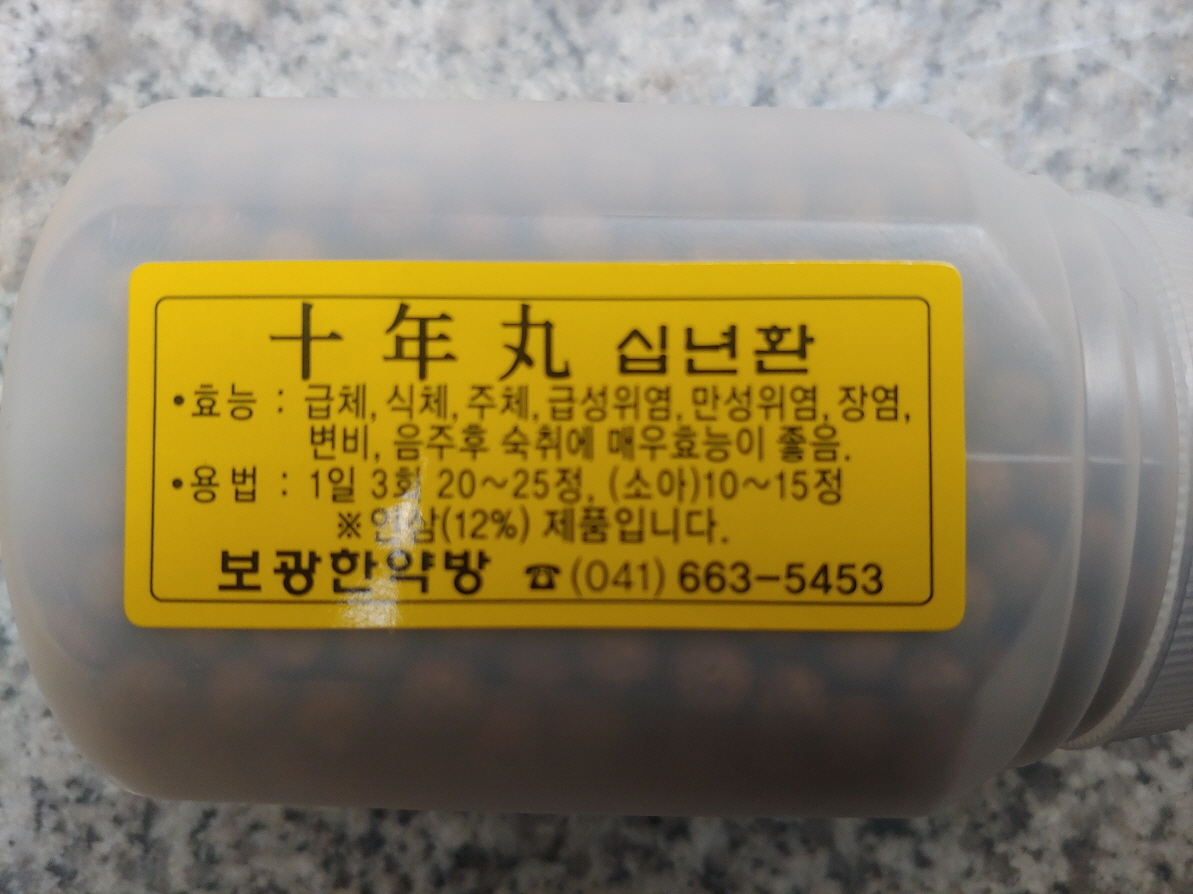 十年丸 십년환
•효능 : 급체, 식체, 주체, 급성위염, 만성위염, 장염,
변비, 음주후 숙취에 매우효능이 좋음.
•용법 : 1일 3회 20~25정, (소아)10~15정
※인삼(12%) 제품입니다.
보광한약방 ☎(041) 663-5453